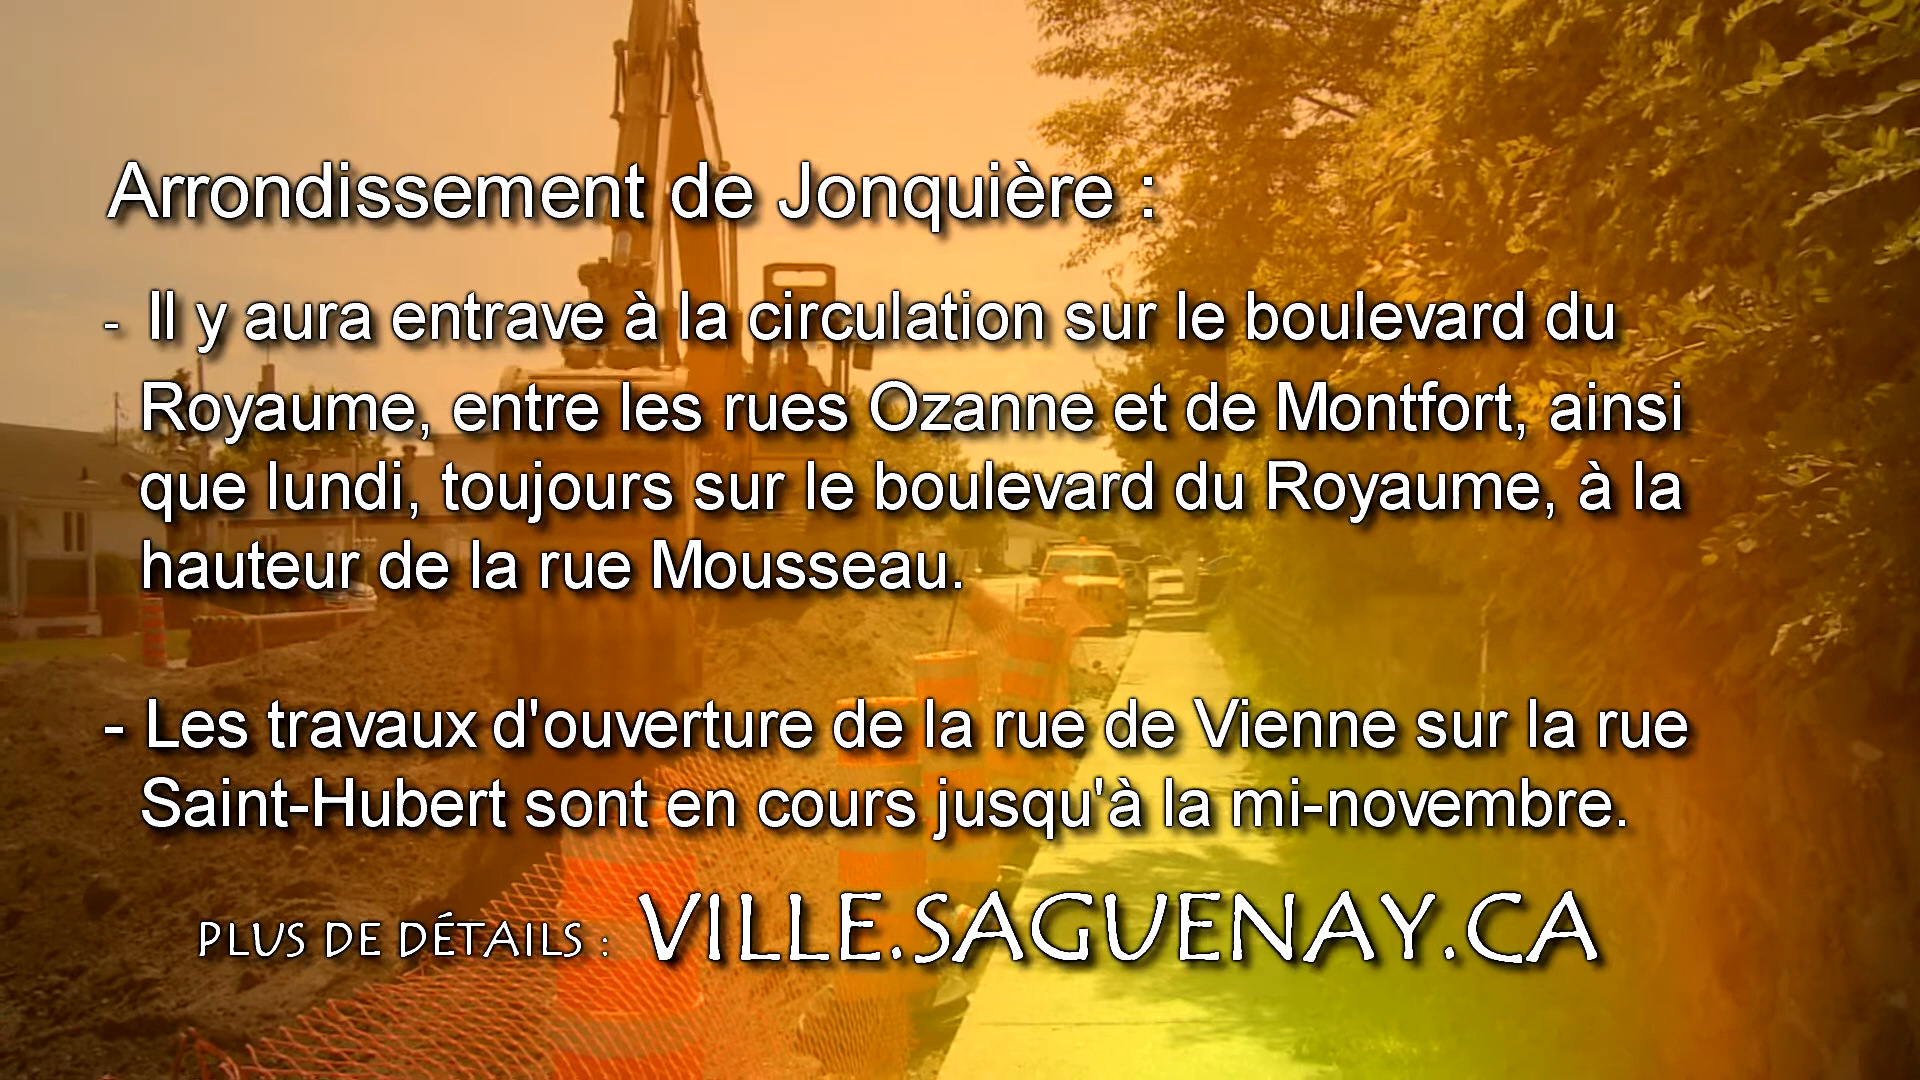 Arrondissement de Jonquière :
- Il y aura entrave à la circulation sur le boulevard du
Royaume, entre les rues Ozanne et de Montfort, ainsi
que lundi, toujours sur le boulevard du Royaume, à la
hauteur de la rue Mousseau.
- Les travaux d'ouverture de la rue de Vienne sur la rue
Saint-Hubert sont en cours jusqu'à la mi-novembre.
PLUS DE DÉTAILS : VILLE.SAGUENAY.CA